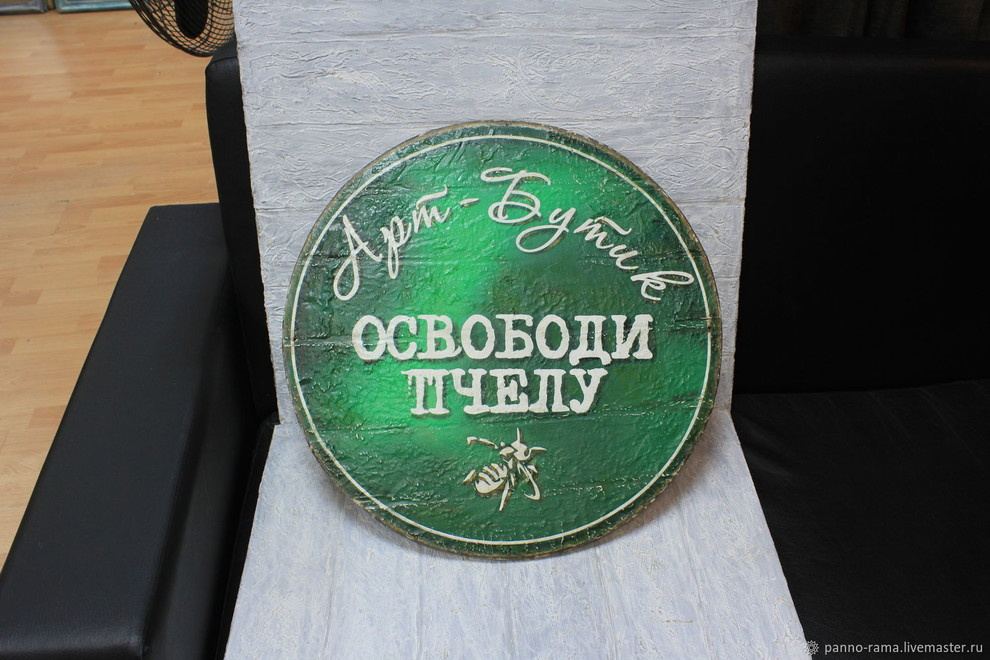 Арт-Бутик
ОСВОБОДИ
ПЧЕЛУ
panno-rama.livemaster.ru